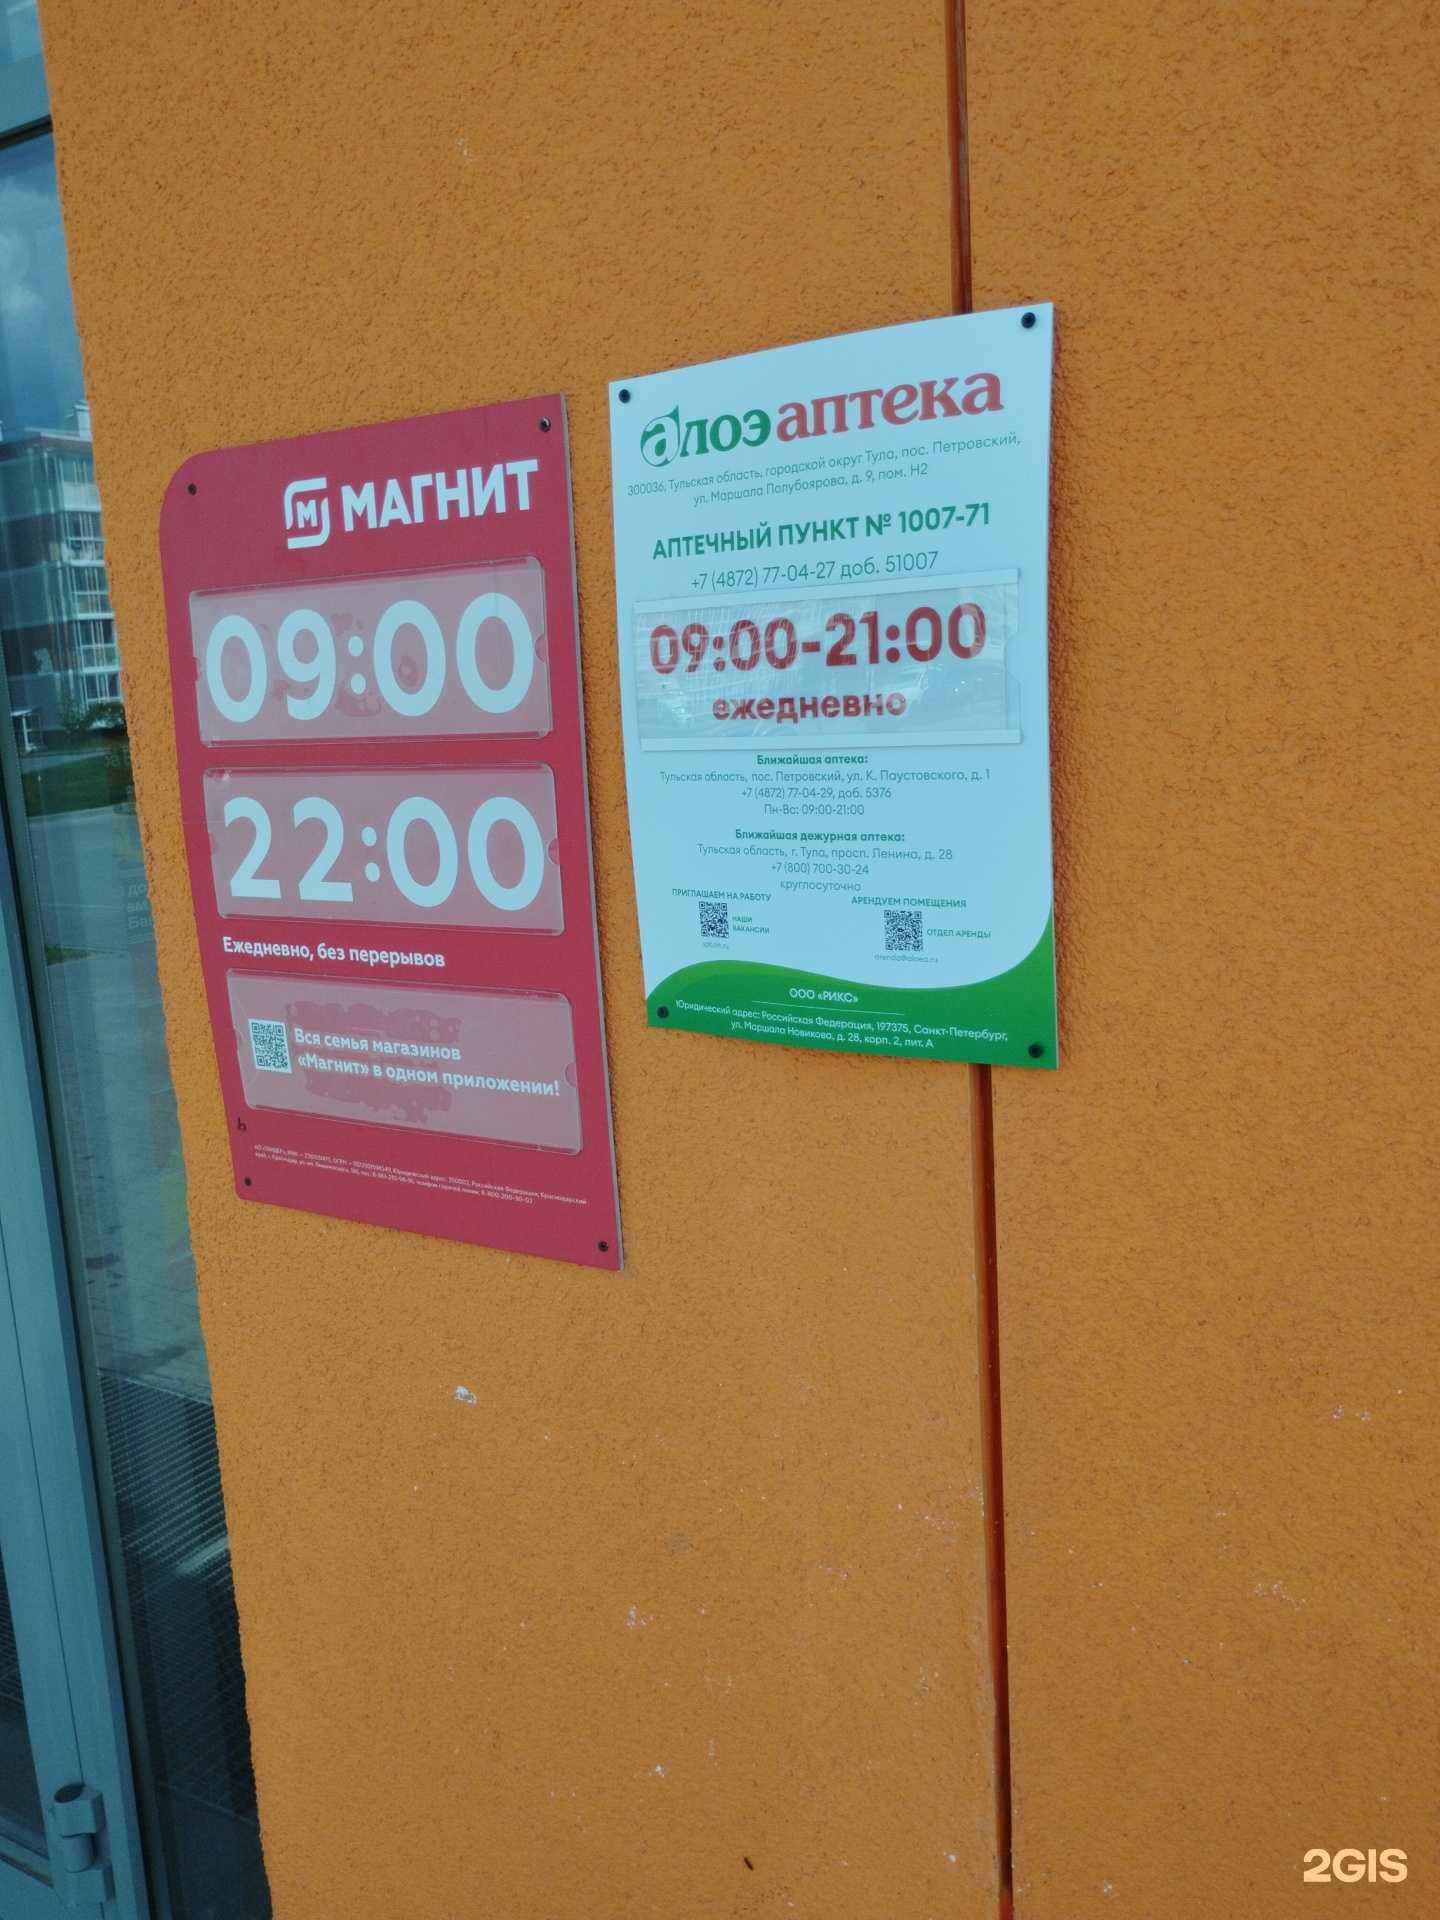 МАГНИТ
09:00
22:00
Ежедневно, без перерывов
Вся семья магазинов
«Магнит» в одном приложении!
алоэ аптека
300036, Тульская область, городской округ Тула, пос. Петровский,
ул. Маршала Полубоярова, д. 9, пом. Н2
АПТЕЧНЫЙ ПУНКТ № 1007-71
+7 (4872) 77-04-27 доб. 51007
09:00-21:00
ежедневно
Ближайшая аптека:
Тульская область, пос. Петровский, ул. К. Паустовского, д. 1
+7 (4872) 77-04-29, доб. 5376
Пн-Вс: 09:00-21:00
Ближайшая дежурная аптека:
Тульская область, г. Тула, просп. Ленина, д. 28
+7 (800) 700-30-24
круглосуточно
ПРИГЛАШАЕМ НА РАБОТУ
НАШИ
ВАКАНСИИ
АРЕНДУЕМ ПОМЕЩЕНИЯ
ОТДЕЛ АРЕНДЫ
arenda@aloea.ru
ООО «РИКС»
Юридический адрес: Российская Федерация, 197375, Санкт-Петербург,
ул. Маршала Новикова, д. 28, корп. 2, лит. А
2GIS